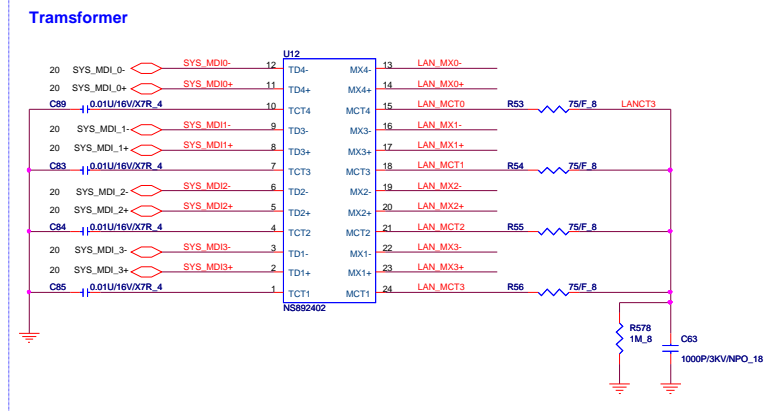 Tramsformer
U12
20 SYS_MDI_0- SYS_MDI0- 12 TD4- MX4- 13 LAN_MX0-
20 SYS_MDI_0+ SYS_MDI0+ 11 TD4+ MX4+ 14 LAN_MX0+
C89 0.01U/16V/X7R_4 10 TCT4 MCT4 15 LAN_MCT0 R53 75/F_8 LANCT3
20 SYS_MDI_1- SYS_MDI1- 9 TD3- MX3- 16 LAN_MX1-
20 SYS_MDI_1+ SYS_MDI1+ 8 TD3+ MX3+ 17 LAN_MX1+
C83 0.01U/16V/X7R_4 7 TCT3 MCT3 18 LAN_MCT1 R54 75/F_8
20 SYS_MDI_2- SYS_MDI2- 6 TD2- MX2- 19 LAN_MX2-
20 SYS_MDI_2+ SYS_MDI2+ 5 TD2+ MX2+ 20 LAN_MX2+
C84 0.01U/16V/X7R_4 4 TCT2 MCT2 21 LAN_MCT2 R55 75/F_8
20 SYS_MDI_3- SYS_MDI3- 3 TD1- MX1- 22 LAN_MX3-
20 SYS_MDI_3+ SYS_MDI3+ 2 TD1+ MX1+ 23 LAN_MX3+
C85 0.01U/16V/X7R_4 1 TCT1 MCT1 24 LAN_MCT3 R56 75/F_8
NS892402
R578 C63
1M_8
1000P/3KV/NPO_18